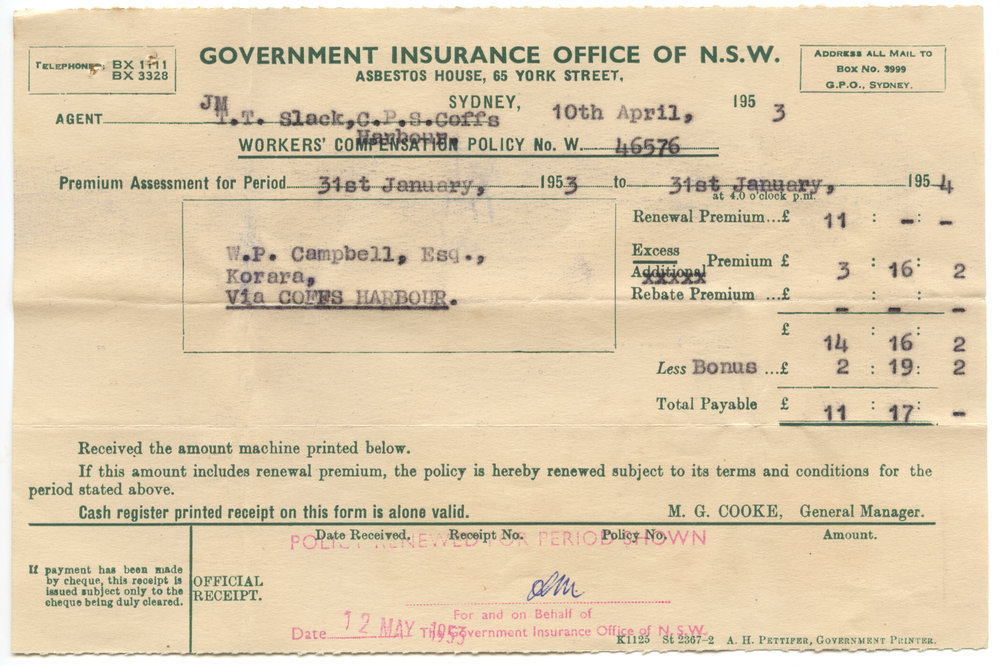 TELEPHONE: BX 1111
BX 3328
GOVERNMENT INSURANCE OFFICE OF N.S.W.
ASBESTOS HOUSE, 65 YORK STREET,
ADDRESS ALL MAIL TO
BOX NO. 3999
G.P.O., SYDNEY.
SYDNEY, 10th April, 1953
JM
AGENT T.T. Slack, C.P.S. Coffs
Harbour.
WORKERS' COMPENSATION POLICY No. W. 46576
Premium Assessment for Period 31st January, 1953 to 31st January, 1954
at 4.0 o'clock p.m.
Renewal Premium...£ 11 : - : -
W.P. Campbell, Esq.,
Korara,
Via COFFS HARBOUR.
Excess
Additional Premium £ 3 : 16 : 2
xxxxx
Rebate Premium ...£ - - -
£ 14 : 16 : 2
Less Bonus ...£ 2 : 19 : 2
Total Payable £ 11 : 17 : -
Received the amount machine printed below.
If this amount includes renewal premium, the policy is hereby renewed subject to its terms and conditions for the
period stated above.
Cash register printed receipt on this form is alone valid. M. G. COOKE, General Manager.
Date Received. Receipt No. Policy No. Amount.
POLICY RENEWED FOR PERIOD SHOWN
If payment has been made
by cheque, this receipt is
issued subject only to the
cheque being duly cleared.
OFFICIAL
RECEIPT.
For and on Behalf of
Date 12 MAY 1953 The Government Insurance Office of N.S.W.
K1125 St 2367-2 A. H. PETTIFER, GOVERNMENT PRINTER.